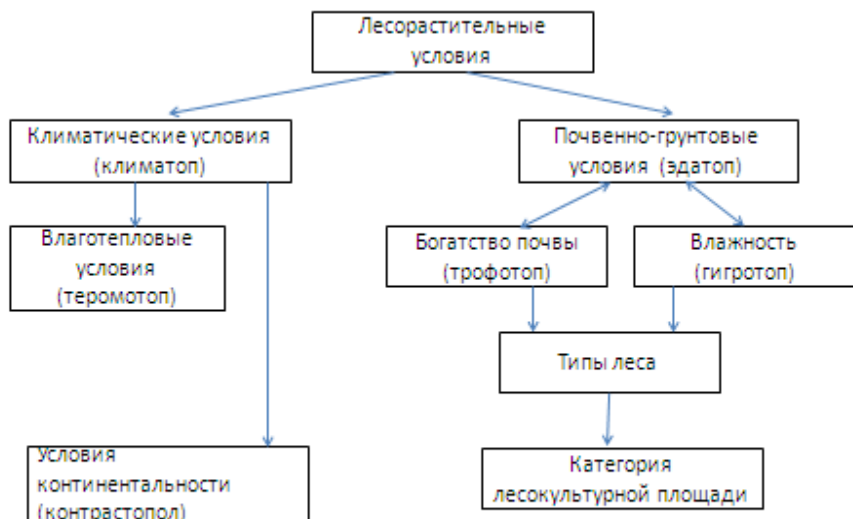 Лесорастительные
условия
Климатические условия
(климатоп)
Почвенно-грунтовые
условия (эдатоп)
Влаготепловые
условия
(теромотоп)
Богатство почвы
(трофотоп)
Влажность
(гигротоп)
Типы леса
Условия
континентальности
(контрастопол)
Категория
лесокультурной площади